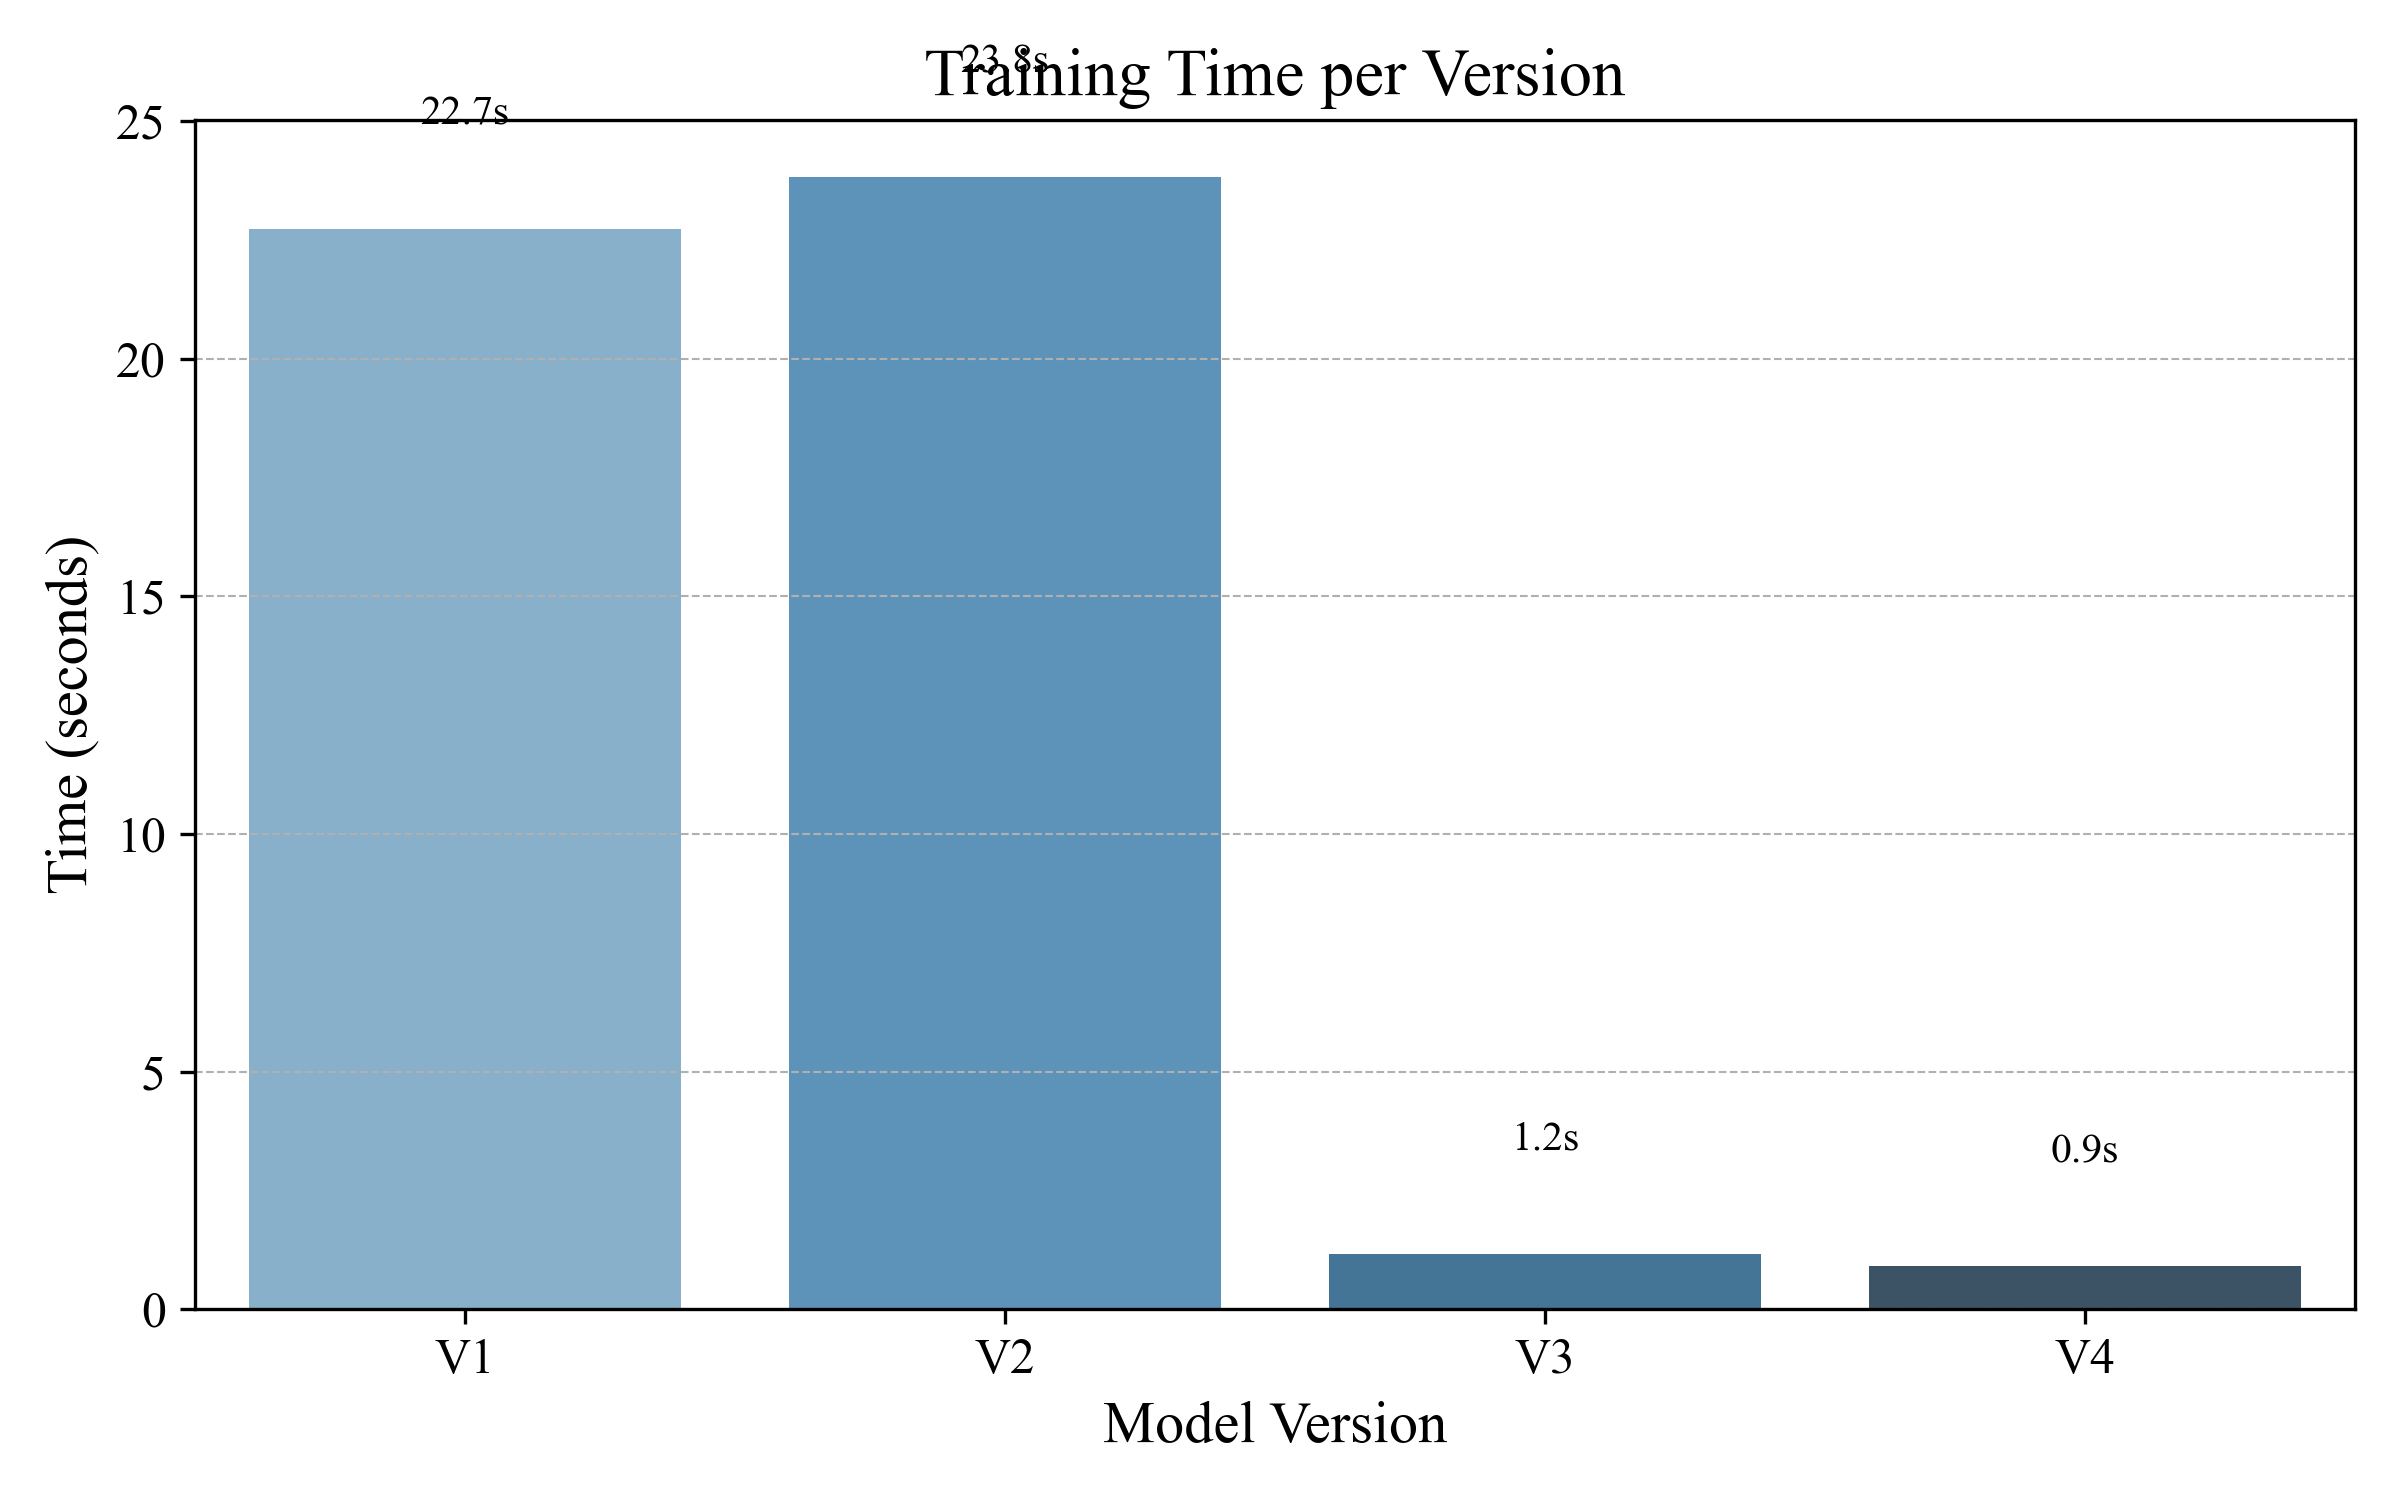 Training Time per Version
22.7s
23.8s
1.2s
0.9s
25
20
15
10
5
0
Time (seconds)
V1
V2
V3
V4
Model Version